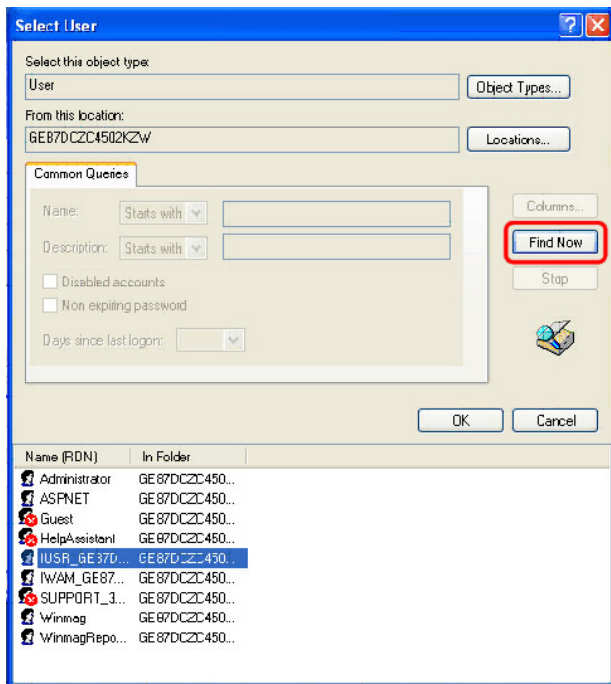 Select User
Select this object type:
User
Object Types...
From this location:
GE87DCZC4502KZW
Locations...
Common Queries
Name:
Starts with
Columns...
Description:
Starts with
Find Now
Disabled accounts
Stop
Non expiring password
Days since last logon:
OK
Cancel
Name (RDN) In Folder
Administrator GE87DCZC450...
ASPNET GE87DCZC450...
Guest GE87DCZC450...
HelpAssistant GE87DCZC450...
IUSR_GE87D... GE87DCZC450...
IWAM_GE87... GE87DCZC450...
SUPPORT_3... GE87DCZC450...
Winmag GE87DCZC450...
WinmagRepo... GE87DCZC450...